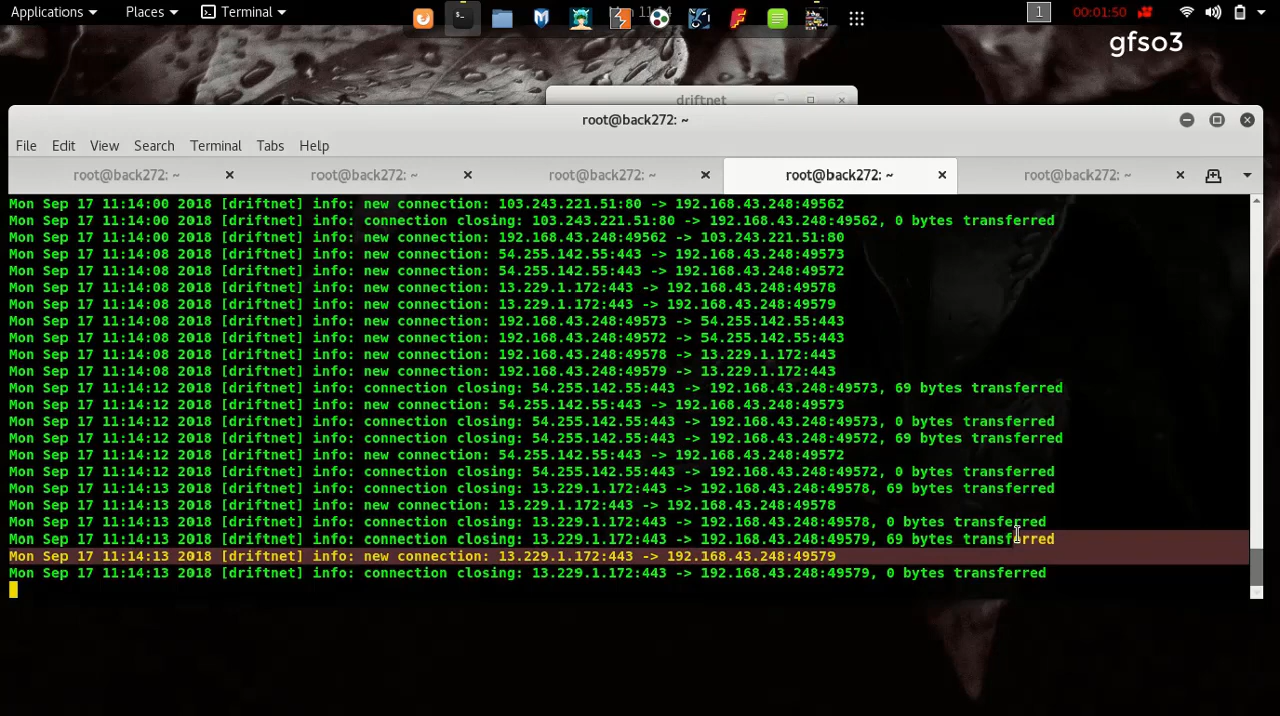 Applications Places Terminal 1 00:01:50
gfso3
driftnet
root@back272: ~
File Edit View Search Terminal Tabs Help
root@back272: ~ root@back272: ~ root@back272: ~ root@back272: ~ root@back272: ~
Mon Sep 17 11:14:00 2018 [driftnet] info: new connection: 103.243.221.51:80 -> 192.168.43.248:49562
Mon Sep 17 11:14:00 2018 [driftnet] info: connection closing: 103.243.221.51:80 -> 192.168.43.248:49562, 0 bytes transferred
Mon Sep 17 11:14:00 2018 [driftnet] info: new connection: 192.168.43.248:49562 -> 103.243.221.51:80
Mon Sep 17 11:14:08 2018 [driftnet] info: new connection: 54.255.142.55:443 -> 192.168.43.248:49573
Mon Sep 17 11:14:08 2018 [driftnet] info: new connection: 54.255.142.55:443 -> 192.168.43.248:49572
Mon Sep 17 11:14:08 2018 [driftnet] info: new connection: 13.229.1.172:443 -> 192.168.43.248:49578
Mon Sep 17 11:14:08 2018 [driftnet] info: new connection: 13.229.1.172:443 -> 192.168.43.248:49579
Mon Sep 17 11:14:08 2018 [driftnet] info: new connection: 192.168.43.248:49573 -> 54.255.142.55:443
Mon Sep 17 11:14:08 2018 [driftnet] info: new connection: 192.168.43.248:49572 -> 54.255.142.55:443
Mon Sep 17 11:14:08 2018 [driftnet] info: new connection: 192.168.43.248:49578 -> 13.229.1.172:443
Mon Sep 17 11:14:08 2018 [driftnet] info: new connection: 192.168.43.248:49579 -> 13.229.1.172:443
Mon Sep 17 11:14:12 2018 [driftnet] info: connection closing: 54.255.142.55:443 -> 192.168.43.248:49573, 69 bytes transferred
Mon Sep 17 11:14:12 2018 [driftnet] info: new connection: 54.255.142.55:443 -> 192.168.43.248:49573
Mon Sep 17 11:14:12 2018 [driftnet] info: connection closing: 54.255.142.55:443 -> 192.168.43.248:49573, 0 bytes transferred
Mon Sep 17 11:14:12 2018 [driftnet] info: connection closing: 54.255.142.55:443 -> 192.168.43.248:49572, 69 bytes transferred
Mon Sep 17 11:14:12 2018 [driftnet] info: new connection: 54.255.142.55:443 -> 192.168.43.248:49572
Mon Sep 17 11:14:12 2018 [driftnet] info: connection closing: 54.255.142.55:443 -> 192.168.43.248:49572, 0 bytes transferred
Mon Sep 17 11:14:13 2018 [driftnet] info: connection closing: 13.229.1.172:443 -> 192.168.43.248:49578, 69 bytes transferred
Mon Sep 17 11:14:13 2018 [driftnet] info: new connection: 13.229.1.172:443 -> 192.168.43.248:49578
Mon Sep 17 11:14:13 2018 [driftnet] info: connection closing: 13.229.1.172:443 -> 192.168.43.248:49578, 0 bytes transferred
Mon Sep 17 11:14:13 2018 [driftnet] info: connection closing: 13.229.1.172:443 -> 192.168.43.248:49579, 69 bytes transferred
Mon Sep 17 11:14:13 2018 [driftnet] info: new connection: 13.229.1.172:443 -> 192.168.43.248:49579
Mon Sep 17 11:14:13 2018 [driftnet] info: connection closing: 13.229.1.172:443 -> 192.168.43.248:49579, 0 bytes transferred